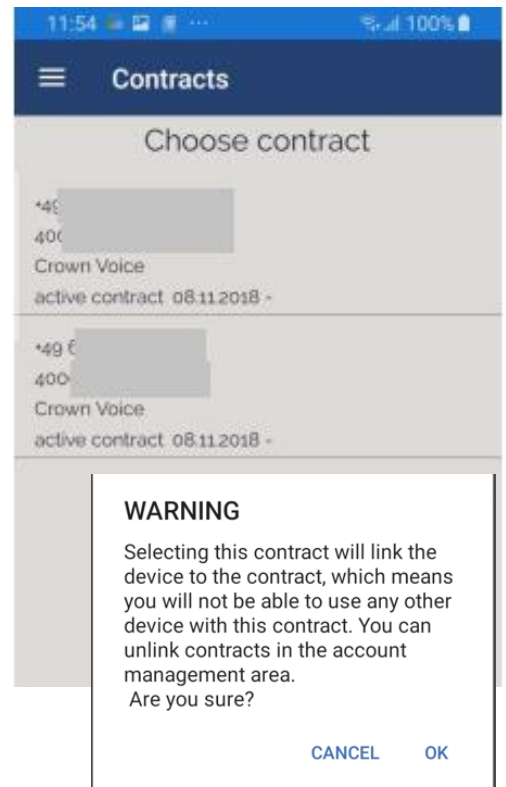 11:54 ... 100%
Contracts
Choose contract
+49
400
Crown Voice
active contract 08.11.2018 -
+49 6
400
Crown Voice
active contract 08.11.2018 -
WARNING
Selecting this contract will link the
device to the contract, which means
you will not be able to use any other
device with this contract. You can
unlink contracts in the account
management area.
Are you sure?
CANCEL OK